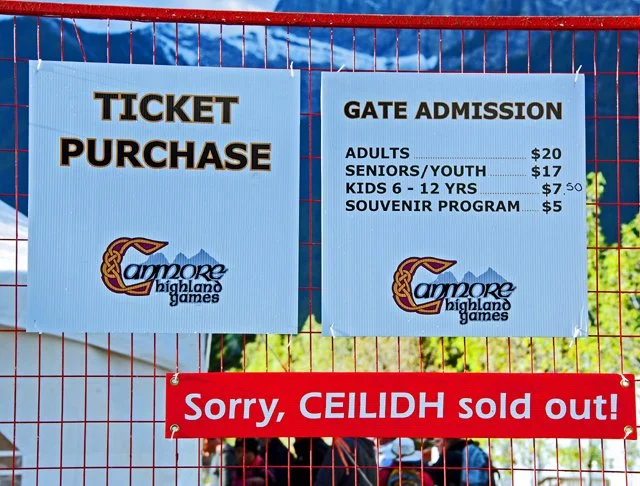 TICKET
PURCHASE
Canmore
highland
games
GATE ADMISSION
ADULTS $20
SENIORS/YOUTH $17
KIDS 6 - 12 YRS $7.50
SOUVENIR PROGRAM $5
Canmore
highland
games
Sorry, CEILIDH sold out!